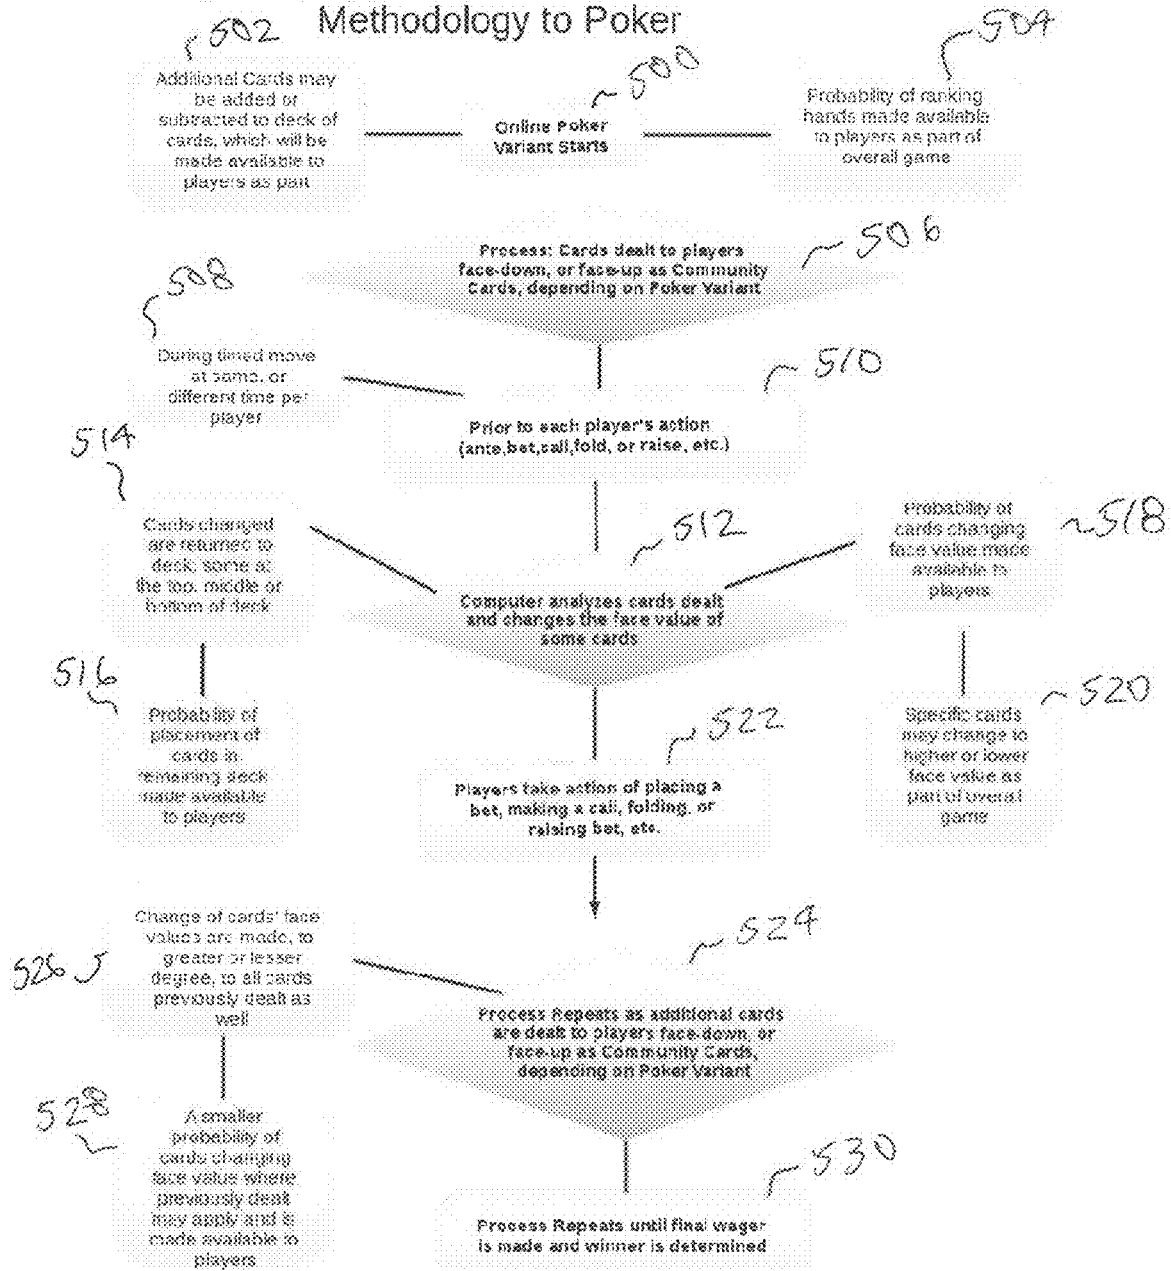 Methodology to Poker
502
Additional Cards may
be added or
subtracted to deck of
cards, which will be
made available to
players as part
500
Online Poker
Variant Starts
504
Probability of ranking
hands made available
to players as part of
overall game
506
Process: Cards dealt to players
face-down, or face-up as Community
Cards, depending on Poker Variant
508
During timed move
at same, or
different time per
player
510
Prior to each player's action
(ante,bet,call,fold, or raise, etc.)
514
Cards changed
are returned to
deck, some at
the top, middle or
bottom of deck
512
Computer analyzes cards dealt
and changes the face value of
some cards
518
Probability of
cards changing
face value made
available to
players
516
Probability of
placement of
cards in
remaining deck
made available
to players
522
Players take action of placing a
bet, making a call, folding, or
raising bet, etc.
520
Specific cards
may change to
higher or lower
face value as
part of overall
game
526
Change of cards' face
values are made, to
greater or lesser
degree, to all cards
previously dealt as
well
524
Process Repeats as additional cards
are dealt to players face-down, or
face-up as Community Cards,
depending on Poker Variant
528
A smaller
probability of
cards changing
face value where
previously dealt
may apply and is
made available to
players
530
Process Repeats until final wager
is made and winner is determined